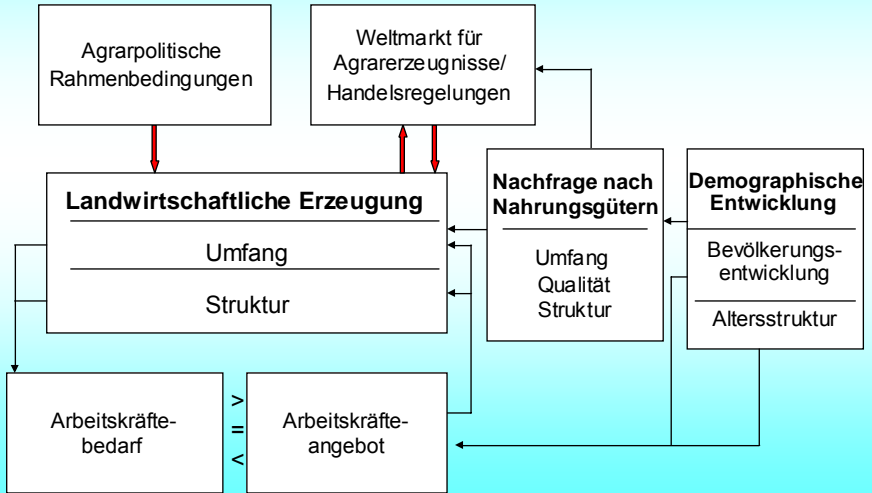 Agrarpolitische
Rahmenbedingungen
Weltmarkt für
Agrarerzeugnisse/
Handelsregelungen
Landwirtschaftliche Erzeugung
Umfang
Struktur
Nachfrage nach
Nahrungsgütern
Umfang
Qualität
Struktur
Demographische
Entwicklung
Bevölkerungs-
entwicklung
Altersstruktur
Arbeitskräfte-
bedarf
>
=
<
Arbeitskräfte-
angebot